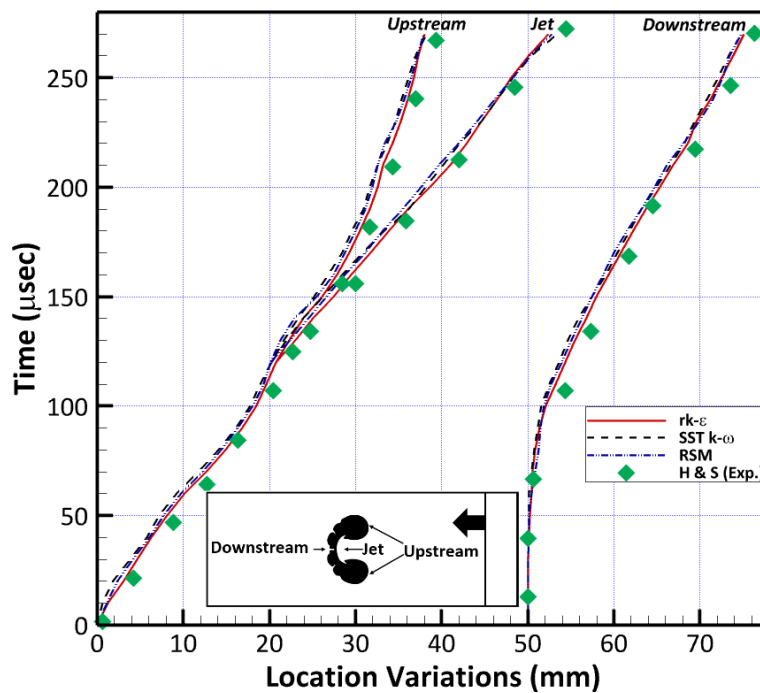 Upstream Jet Downstream
250
200
150
100
50
0
Time (μsec)
rk-ε
SST k-ω
RSM
H & S (Exp.)
Downstream Jet Upstream
0 10 20 30 40 50 60 70
Location Variations (mm)